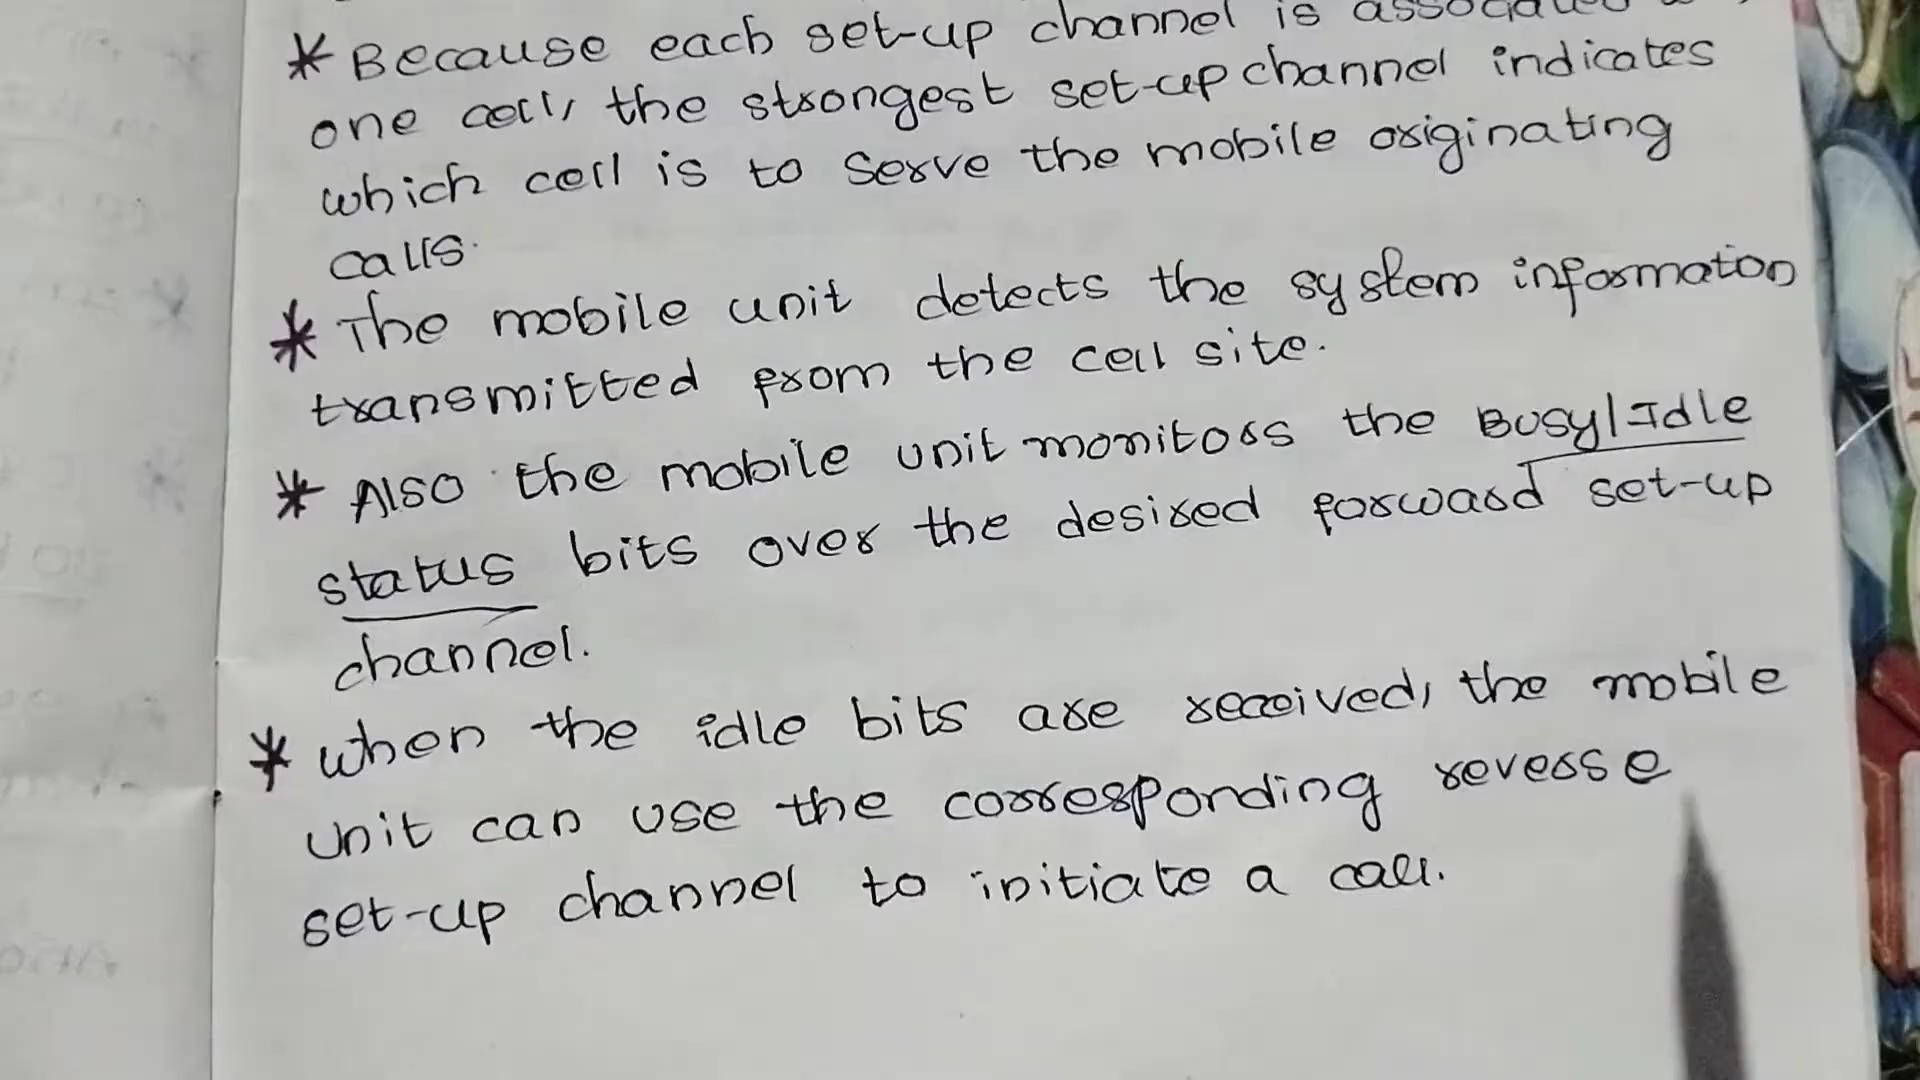 * Because each set-up channel is associated
one cell, the strongest set-up channel indicates
which cell is to serve the mobile originating
calls.
* The mobile unit detects the system informaton
transmitted from the cell site.
* Also the mobile unit monitors the Busy/Idle
status bits over the desired forward set-up
channel.
* when the idle bits are received, the mobile
unit can use the corresponding reverse
set-up channel to initiate a call.